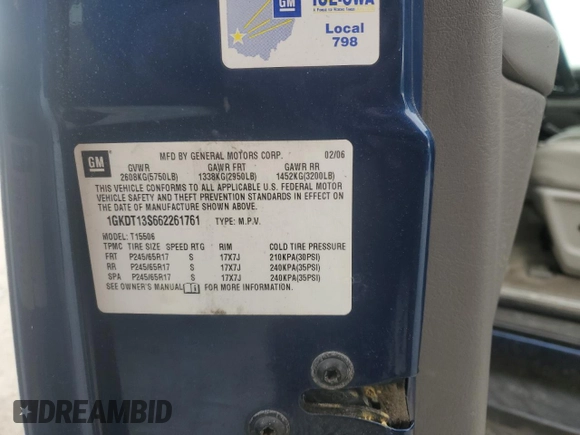 GM IUE-CWA
Local
798
GM MFD BY GENERAL MOTORS CORP. 02/06
GVWR GAWR FRT GAWR RR
2608KG(5750LB) 1338KG(2950LB) 1452KG(3200LB)
THIS VEHICLE CONFORMS TO ALL APPLICABLE U.S. FEDERAL MOTOR
VEHICLE SAFETY AND THEFT PREVENTION STANDARDS IN EFFECT
ON THE DATE OF MANUFACTURE SHOWN ABOVE.
1GKDT13S662261761 TYPE: M.P.V.
MODEL: T15506
TPMC TIRE SIZE SPEED RTG RIM COLD TIRE PRESSURE
FRT P245/65R17 S 17X7J 210KPA(30PSI)
RR P245/65R17 S 17X7J 240KPA(35PSI)
SPA P245/65R17 S 17X7J 240KPA(35PSI)
SEE OWNER'S MANUAL FOR MORE INFORMATION.
DREAMBID